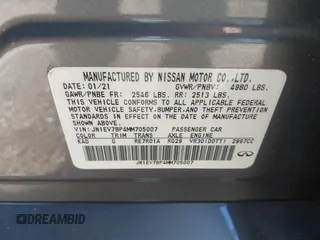 MANUFACTURED BY NISSAN MOTOR CO.,LTD.
DATE: 01/21 GVWR/PNBV: 4980 LBS.
GAWR/PNBE FR: 2546 LBS. RR: 2513 LBS.
THIS VEHICLE CONFORMS TO ALL APPLICABLE FEDERAL
MOTOR VEHICLE SAFETY,BUMPER,AND THEFT PREVENTION
STANDARDS IN EFFECT ON THE DATE OF MANUFACTURE
SHOWN ABOVE.
VIN: JN1EV7BP4MM705007 PASSENGER CAR
COLOR TRIM TRANS AXLE ENGINE
KAD G RE7R01A RG29 VR30(DDTT) 2997CC
JN1EV7BP4MM705007
DREAMBID